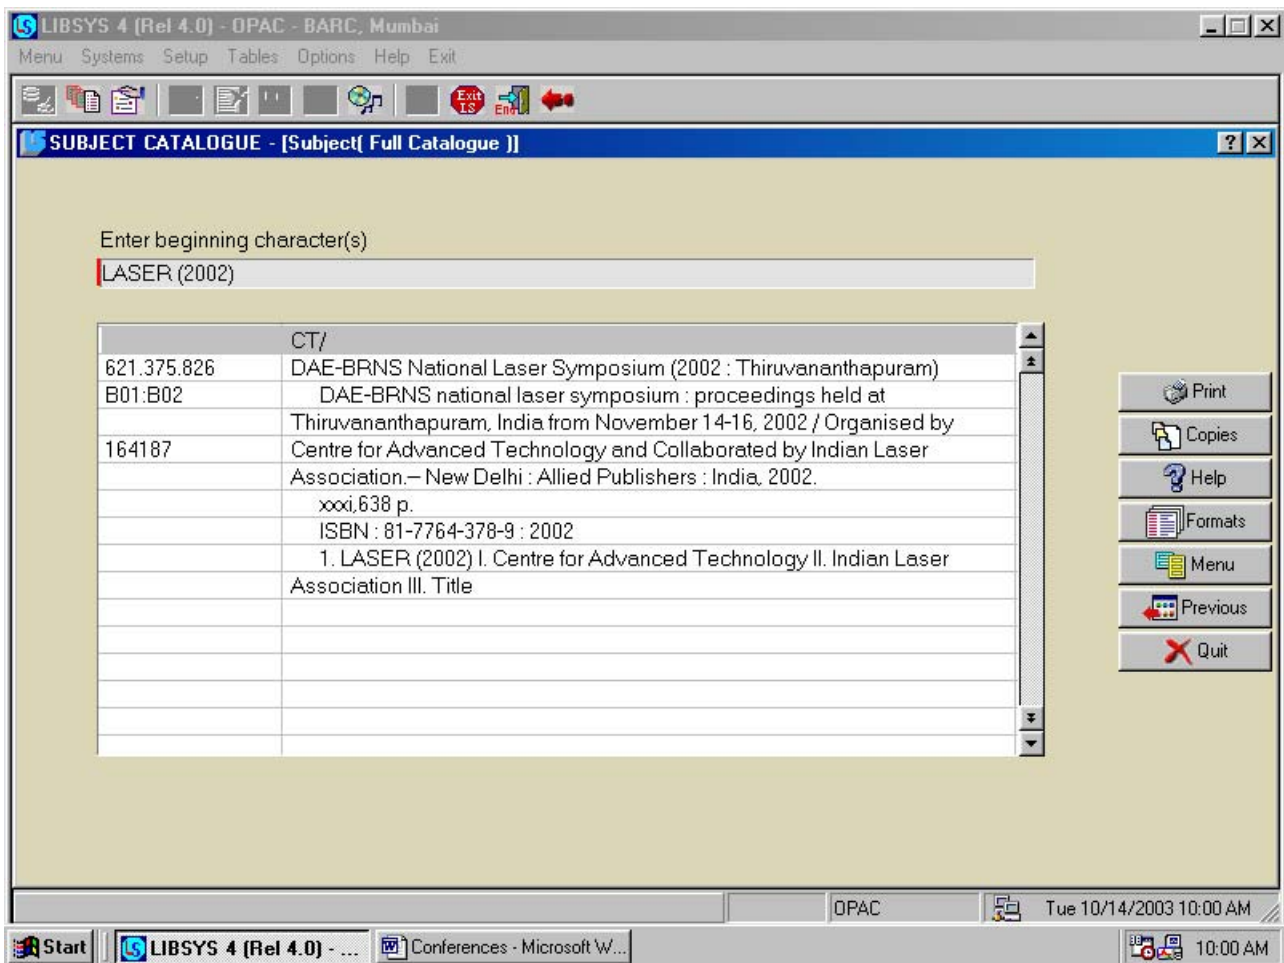 LIBSYS 4 (Rel 4.0) - OPAC - BARC, Mumbai
Menu Systems Setup Tables Options Help Exit
Exit IS End
SUBJECT CATALOGUE - [Subject( Full Catalogue )]
Enter beginning character(s)
LASER (2002)
CT/
621.375.826 DAE-BRNS National Laser Symposium (2002 : Thiruvananthapuram)
B01:B02 DAE-BRNS national laser symposium : proceedings held at
Thiruvananthapuram, India from November 14-16, 2002 / Organised by
164187 Centre for Advanced Technology and Collaborated by Indian Laser
Association.-- New Delhi : Allied Publishers : India, 2002.
xxxi,638 p.
ISBN : 81-7764-378-9 : 2002
1. LASER (2002) I. Centre for Advanced Technology II. Indian Laser
Association III. Title
Print
Copies
Help
Formats
Menu
Previous
Quit
OPAC Tue 10/14/2003 10:00 AM
Start LIBSYS 4 (Rel 4.0) - ... Conferences - Microsoft W... 10:00 AM